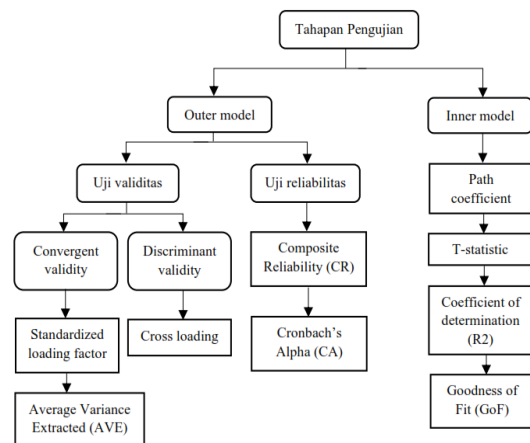 Tahapan Pengujian
Outer model
Inner model
Uji validitas
Uji reliabilitas
Path
coefficient
Convergent
validity
Discriminant
validity
Composite
Reliability (CR)
T-statistic
Standardized
loading factor
Cross loading
Cronbach's
Alpha (CA)
Coefficient of
determination
(R2)
Average Variance
Extracted (AVE)
Goodness of
Fit (GoF)